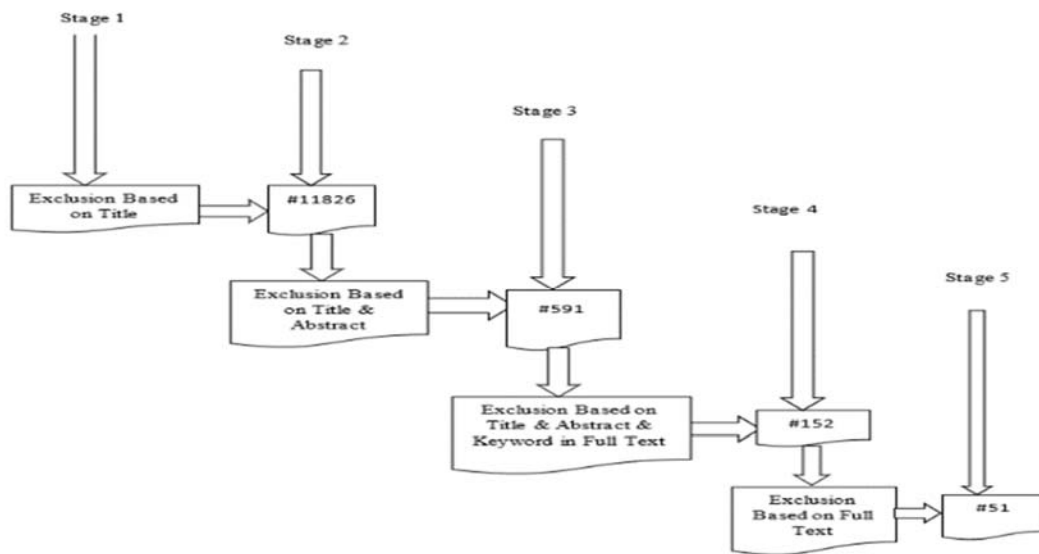 Stage 1
Stage 2
Stage 3
Exclusion Based
on Title
#11826
Stage 4
Exclusion Based
on Title &
Abstract
#591
Stage 5
Exclusion Based on
Title & Abstract &
Keyword in Full Text
#152
Exclusion
Based on Full
Text
#51